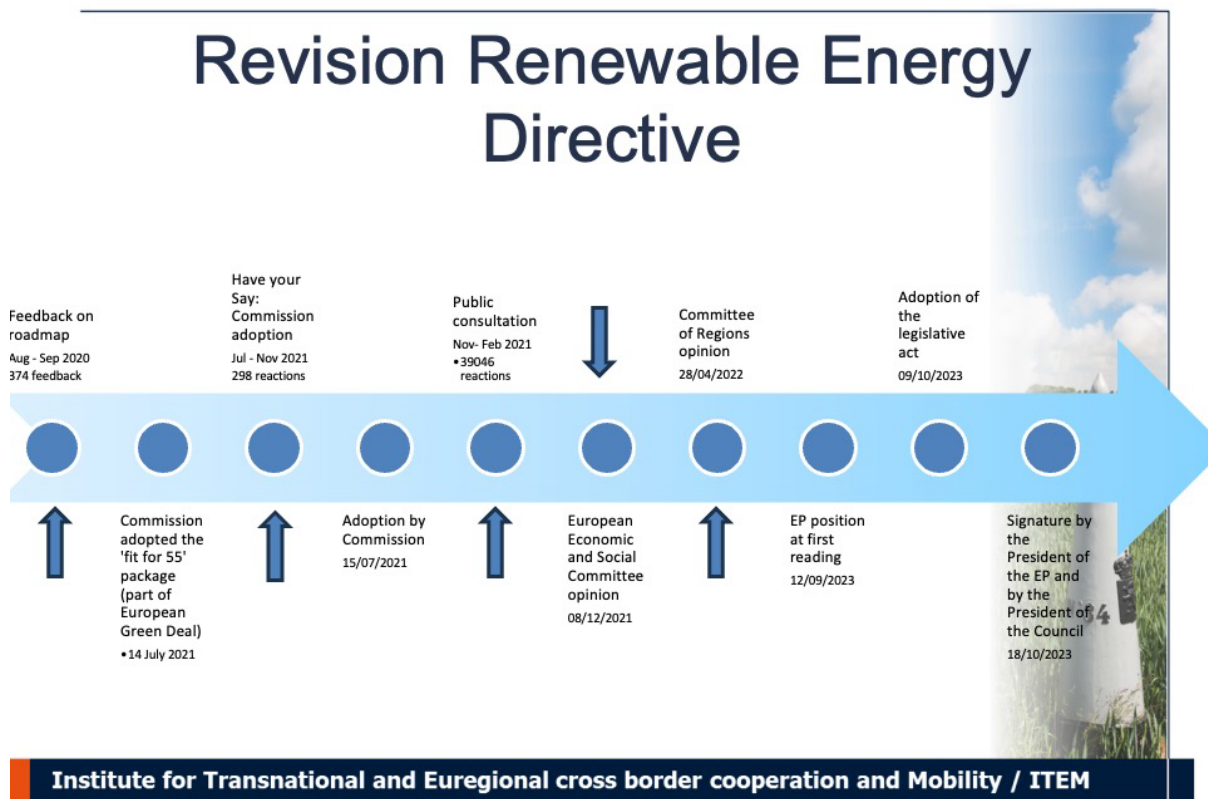 Revision Renewable Energy
Directive
Feedback on
roadmap
Aug - Sep 2020
374 feedback
Commission
adopted the
'fit for 55'
package
(part of
European
Green Deal)
•14 July 2021
Have your
Say:
Commission
adoption
Jul - Nov 2021
298 reactions
Adoption by
Commission
15/07/2021
Public
consultation
Nov- Feb 2021
•39046
reactions
European
Economic
and Social
Committee
opinion
08/12/2021
Committee
of Regions
opinion
28/04/2022
EP position
at first
reading
12/09/2023
Adoption of
the
legislative
act
09/10/2023
Signature by
the
President of
the EP and
by the
President of
the Council
18/10/2023
Institute for Transnational and Euregional cross border cooperation and Mobility / ITEM